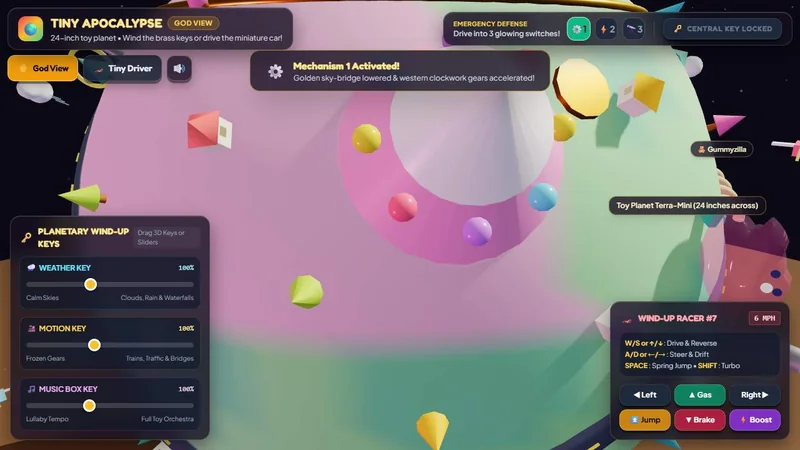 TINY APOCALYPSE
GOD VIEW
24-inch toy planet • Wind the brass keys or drive the miniature car!
EMERGENCY DEFENSE
Drive into 3 glowing switches!
1
2
3
CENTRAL KEY LOCKED
God View
Tiny Driver
Mechanism 1 Activated!
Golden sky-bridge lowered & western clockwork gears accelerated!
Gummyzilla
Toy Planet Terra-Mini (24 inches across)
PLANETARY WIND-UP
KEYS
Drag 3D Keys or
Sliders
WEATHER KEY
100%
Calm Skies
Clouds, Rain & Waterfalls
MOTION KEY
100%
Frozen Gears
Trains, Traffic & Bridges
MUSIC BOX KEY
100%
Lullaby Tempo
Full Toy Orchestra
WIND-UP RACER #7
6 MPH
W/S or ↑/↓: Drive & Reverse
A/D or ←/→: Steer & Drift
SPACE: Spring Jump • SHIFT: Turbo
◀ Left
▲ Gas
Right ▶
Jump
▼ Brake
Boost